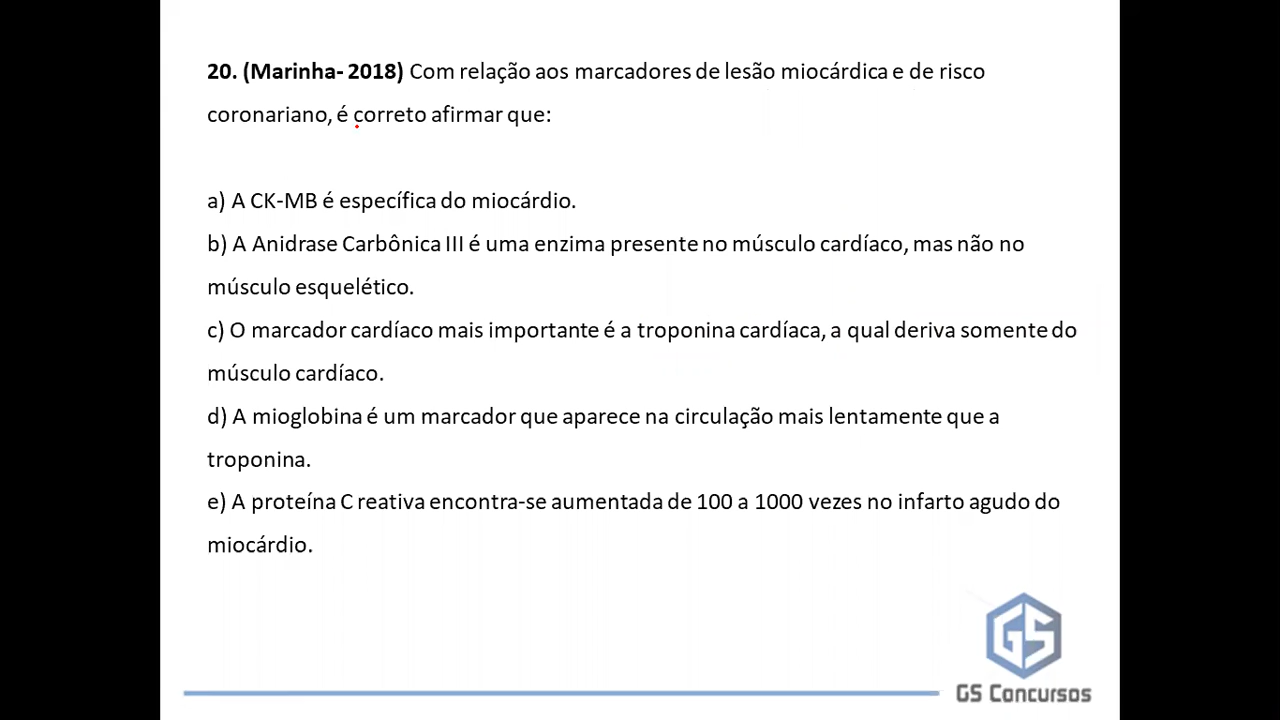 20. (Marinha- 2018) Com relação aos marcadores de lesão miocárdica e de risco
coronariano, é correto afirmar que:
a) A CK-MB é específica do miocárdio.
b) A Anidrase Carbônica III é uma enzima presente no músculo cardíaco, mas não no
músculo esquelético.
c) O marcador cardíaco mais importante é a troponina cardíaca, a qual deriva somente do
músculo cardíaco.
d) A mioglobina é um marcador que aparece na circulação mais lentamente que a
troponina.
e) A proteína C reativa encontra-se aumentada de 100 a 1000 vezes no infarto agudo do
miocárdio.
GS
GS Concursos